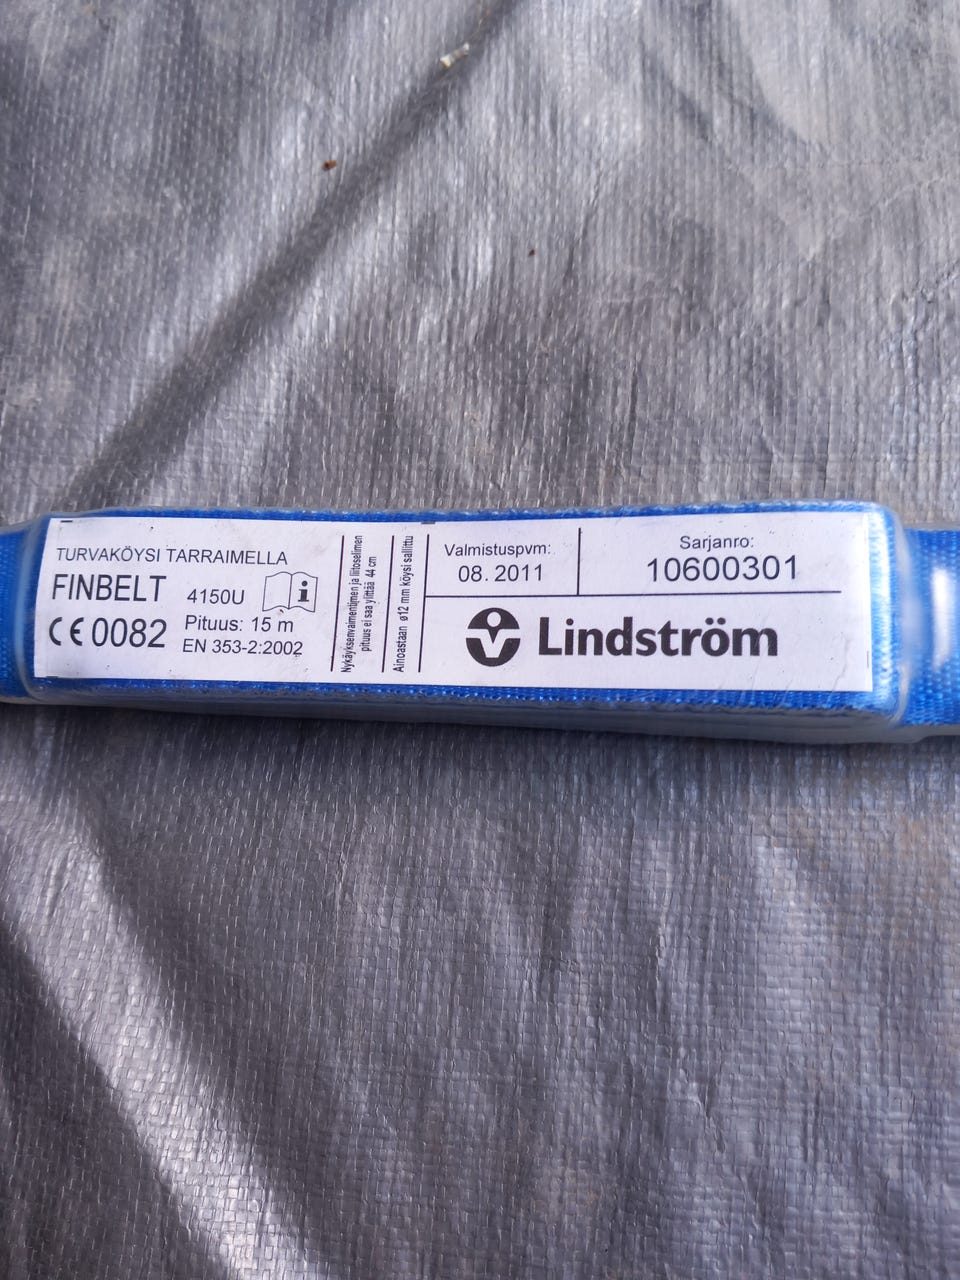 TURVAKÖYSI TARRAIMELLA
FINBELT 4150U
CE 0082 Pituus: 15 m
EN 353-2:2002
Nykäyksenvaimentimen ja liitoselimen
pituus ei saa ylittää 44 cm
Ainoastaan ø12 mm köysi sallittu
Valmistuspvm:
08. 2011
Sarjanro:
10600301
Lindström